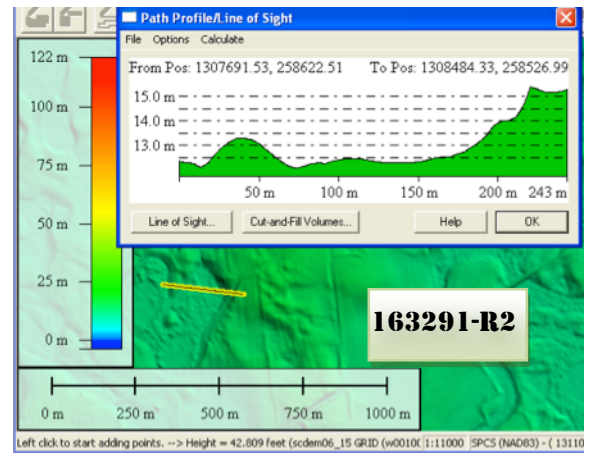 Path Profile/Line of Sight
File Options Calculate
From Pos: 1307691.53, 258622.51 To Pos: 1308484.33, 258526.99
15.0 m
14.0 m
13.0 m
50 m 100 m 150 m 200 m 243 m
Line of Sight... Cut-and-Fill Volumes... Help OK
122 m
100 m
75 m
50 m
25 m
0 m
163291-R2
0 m 250 m 500 m 750 m 1000 m
Left click to start adding points. --> Height = 42.809 feet (scdem06_15 GRID (w0010( 1:11000 SPCS (NAD83) - ( 13110